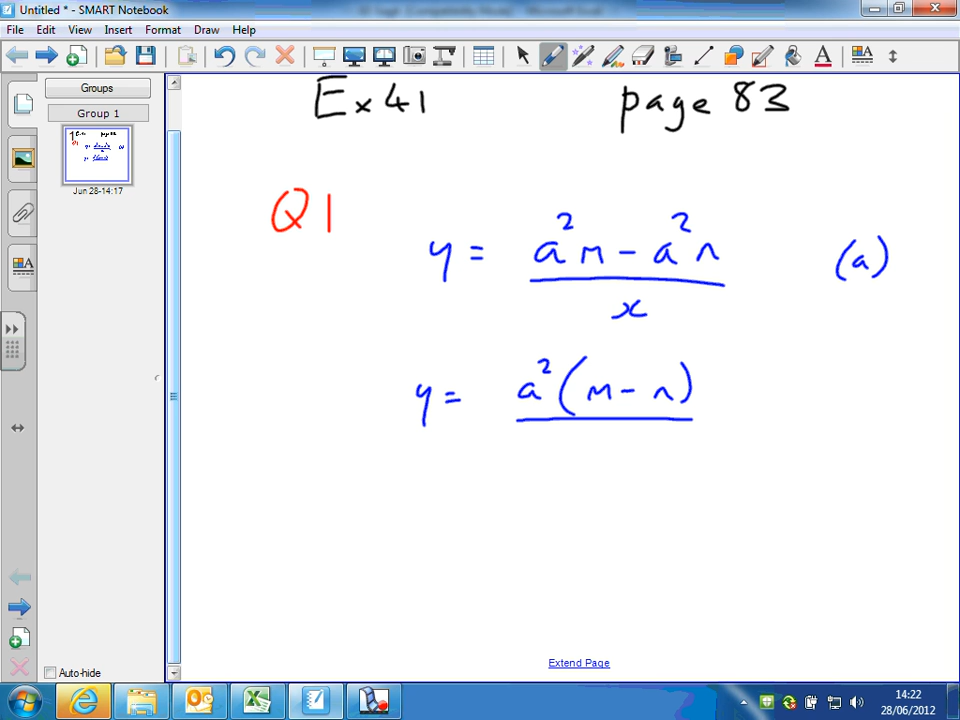 Untitled * - SMART Notebook
File Edit View Insert Format Draw Help
Groups
Group 1
Jun 28-14:17
Ex 41 page 83
Q1
y = a²m - a²n / x (a)
y = a²(m - n)
Extend Page
Auto-hide
14:22
28/06/2012